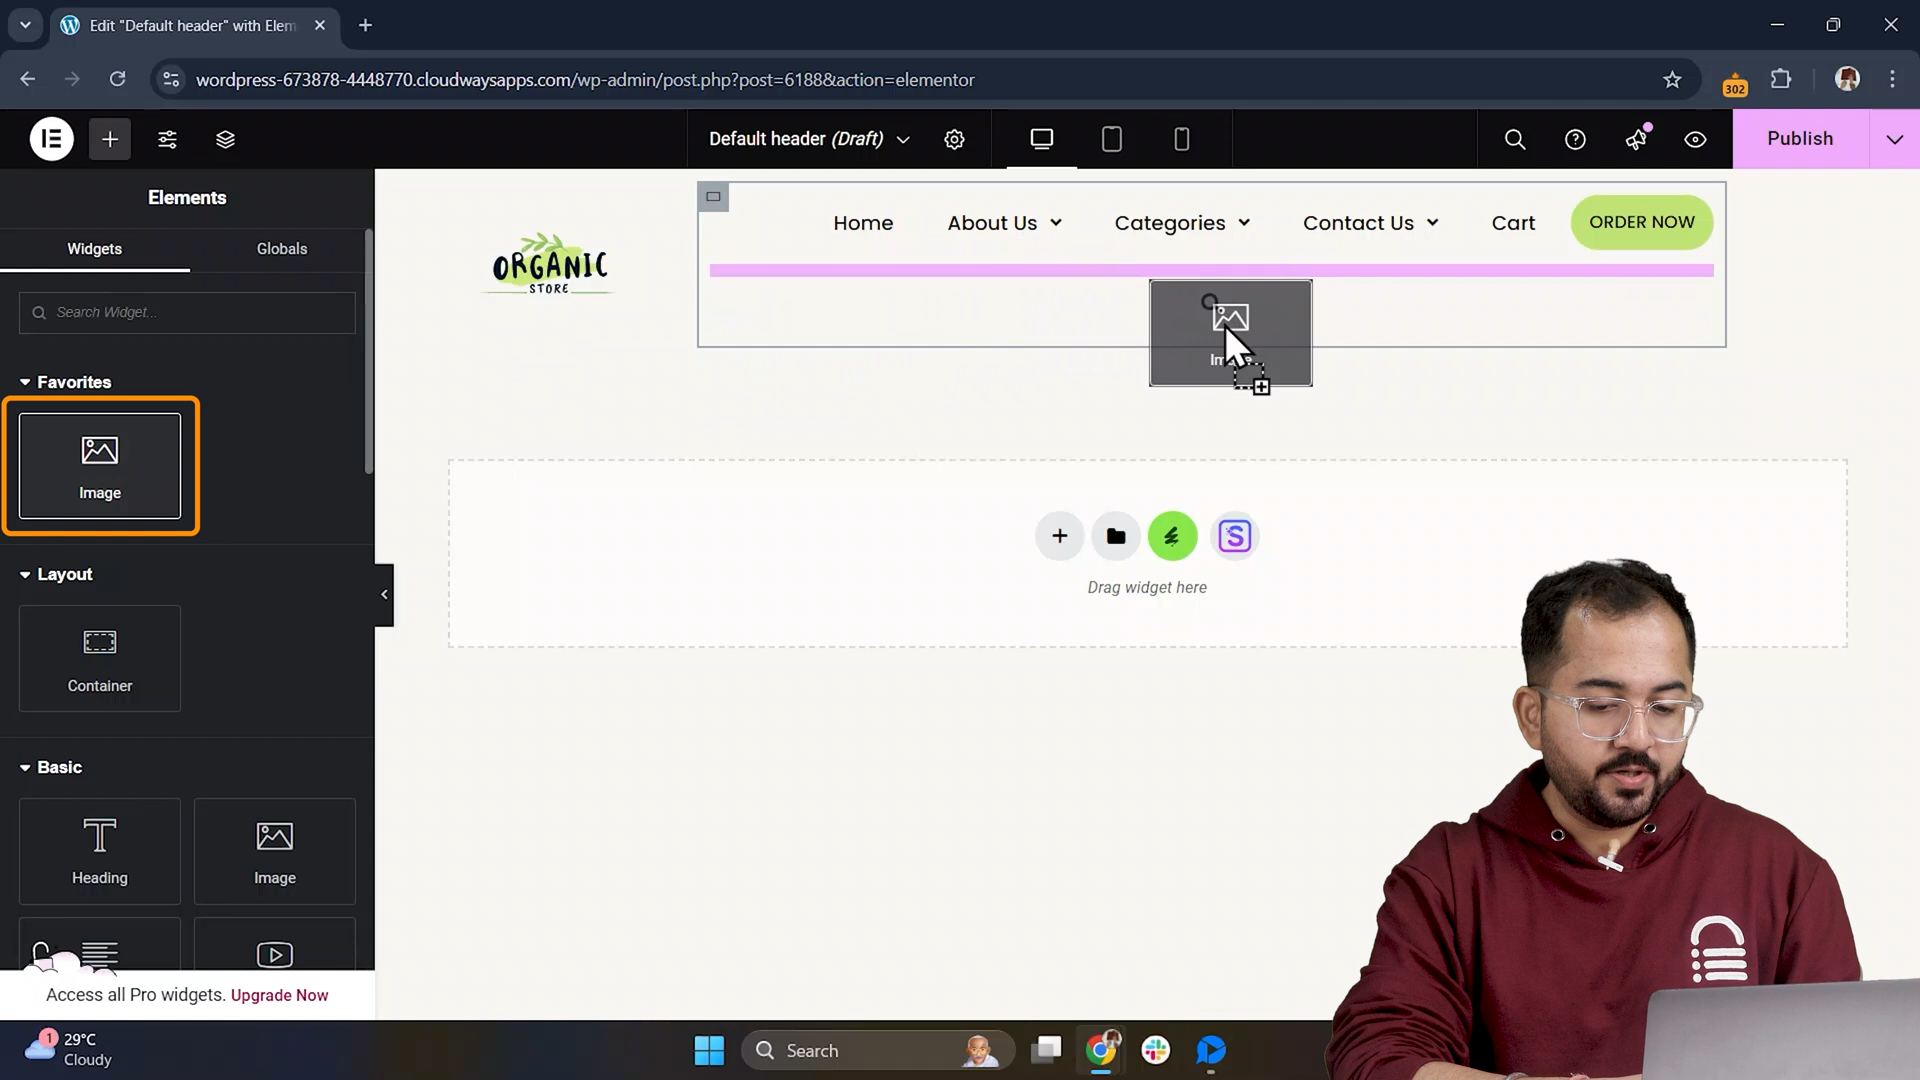 Edit "Default header" with Elem
wordpress-673878-4448770.cloudwaysapps.com/wp-admin/post.php?post=6188&action=elementor
302
Default header (Draft)
Publish
Elements
Widgets
Globals
Search Widget...
Favorites
Image
Layout
Container
Basic
Heading
Image
Access all Pro widgets. Upgrade Now
ORGANIC
STORE
Home
About Us
Categories
Contact Us
Cart
ORDER NOW
Drag widget here
1
29°C
Cloudy
Search